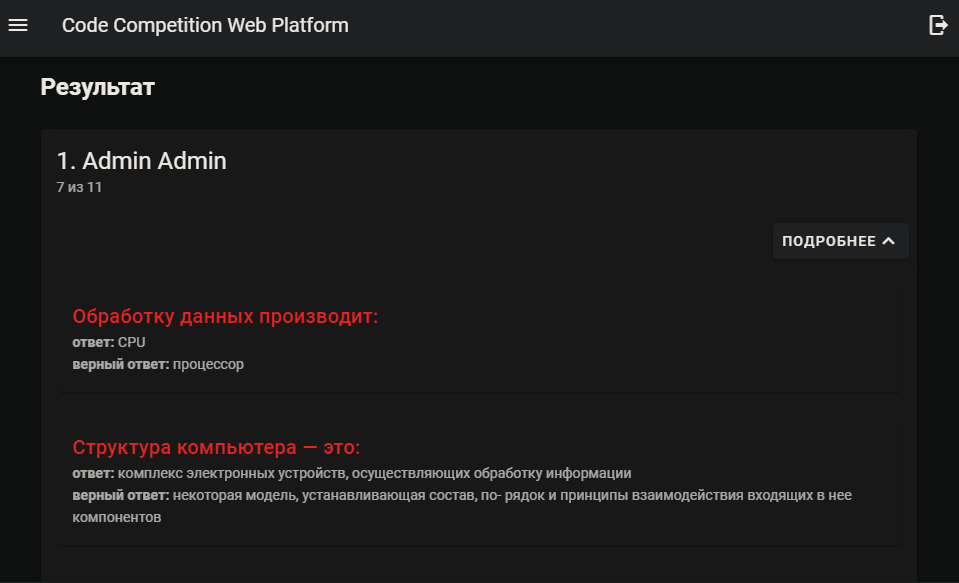 Code Competition Web Platform
Результат
1. Admin Admin
7 из 11
ПОДРОБНЕЕ
Обработку данных производит:
ответ: CPU
верный ответ: процессор
Структура компьютера — это:
ответ: комплекс электронных устройств, осуществляющих обработку информации
верный ответ: некоторая модель, устанавливающая состав, по- рядок и принципы взаимодействия входящих в нее
компонентов